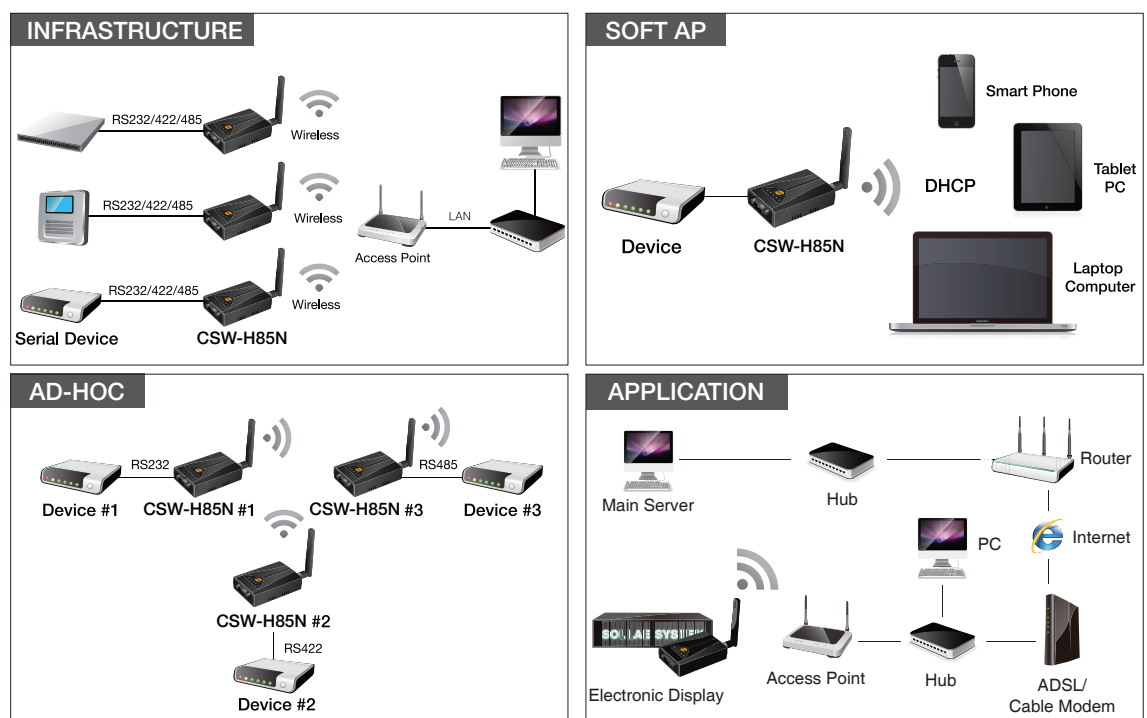 INFRASTRUCTURE
RS232/422/485
Wireless
RS232/422/485
Wireless
LAN
Access Point
RS232/422/485
Wireless
Serial Device
CSW-H85N
SOFT AP
Smart Phone
DHCP
Tablet
PC
Device
CSW-H85N
Laptop
Computer
AD-HOC
RS232
RS485
Device #1
CSW-H85N #1
CSW-H85N #3
Device #3
CSW-H85N #2
RS422
Device #2
APPLICATION
Router
Main Server
Hub
PC
Internet
Electronic Display
Access Point
Hub
ADSL/
Cable Modem